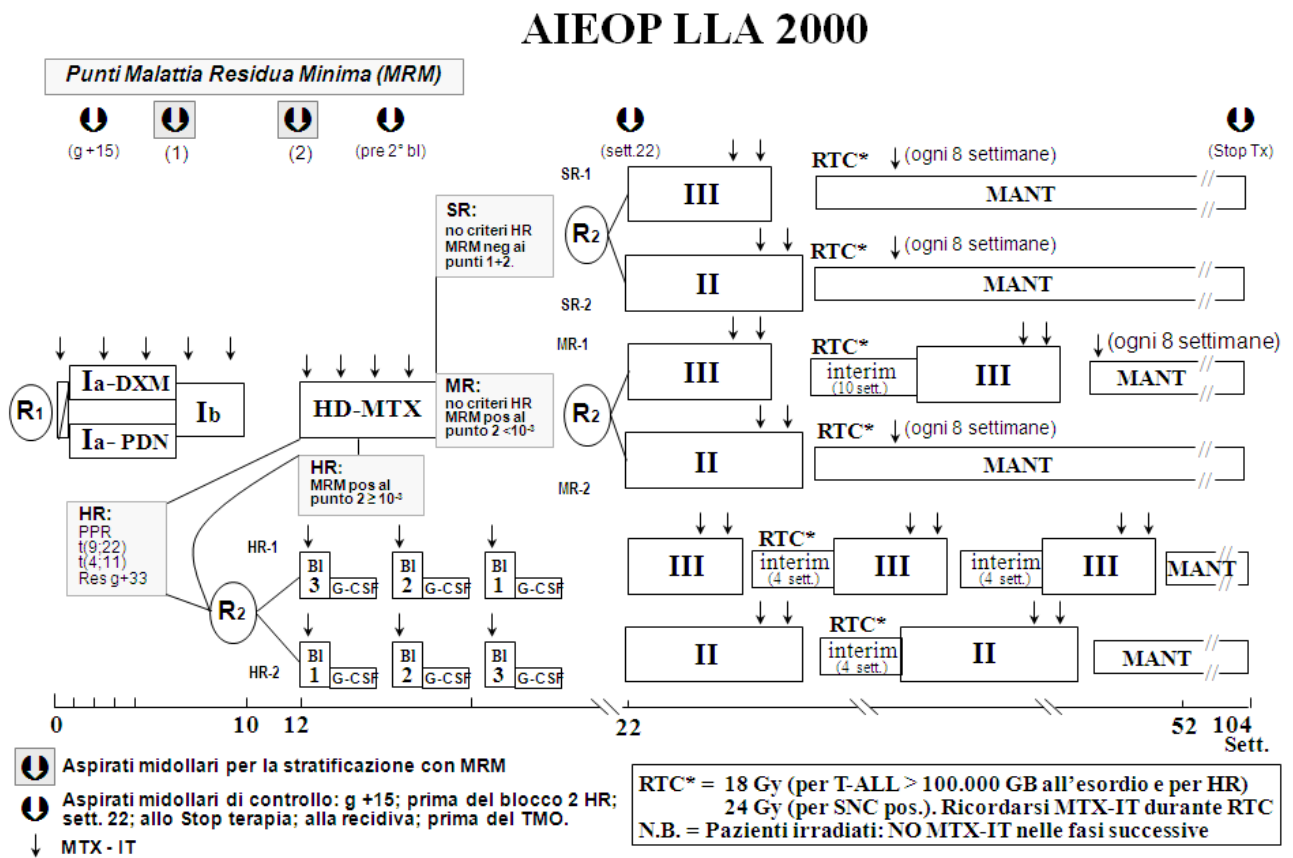 AIEOP LLA 2000
Punti Malattia Residua Minima (MRM)
(g +15)
(1)
(2)
(pre 2° bl)
(sett.22)
(Stop Tx)
SR-1
III
RTC*
(ogni 8 settimane)
MANT
SR:
no criteri HR
MRM neg ai
punti 1+2.
R2
SR-2
II
RTC*
(ogni 8 settimane)
MANT
MR-1
III
RTC*
interim
(10 sett.)
III
(ogni 8 settimane)
MANT
R1
Ia-DXM
Ia- PDN
Ib
HD-MTX
MR:
no criteri HR
MRM pos al
punto 2 <10-3
R2
MR-2
II
RTC*
(ogni 8 settimane)
MANT
HR:
MRM pos al
punto 2 ≥ 10-3
HR:
PPR
t(9;22)
t(4;11)
Res g+33
R2
HR-1
Bl
3
G-CSF
Bl
2
G-CSF
Bl
1
G-CSF
III
RTC*
interim
(4 sett.)
III
interim
(4 sett.)
III
MANT
HR-2
Bl
1
G-CSF
Bl
2
G-CSF
Bl
3
G-CSF
II
RTC*
interim
(4 sett.)
II
MANT
0
10
12
22
52
104
Sett.
Aspirati midollari per la stratificazione con MRM
Aspirati midollari di controllo: g +15; prima del blocco 2 HR;
sett. 22; allo Stop terapia; alla recidiva; prima del TMO.
MTX - IT
RTC* = 18 Gy (per T-ALL > 100.000 GB all'esordio e per HR)
24 Gy (per SNC pos.). Ricordarsi MTX-IT durante RTC
N.B. = Pazienti irradiati: NO MTX-IT nelle fasi successive